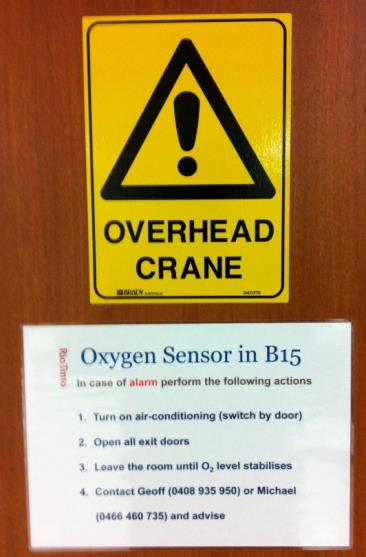 OVERHEAD
CRANE
BRADY AUSTRALIA 840376
RioTinto
Oxygen Sensor in B15
In case of alarm perform the following actions
1. Turn on air-conditioning (switch by door)
2. Open all exit doors
3. Leave the room until O₂ level stabilises
4. Contact Geoff (0408 935 950) or Michael
(0466 460 735) and advise